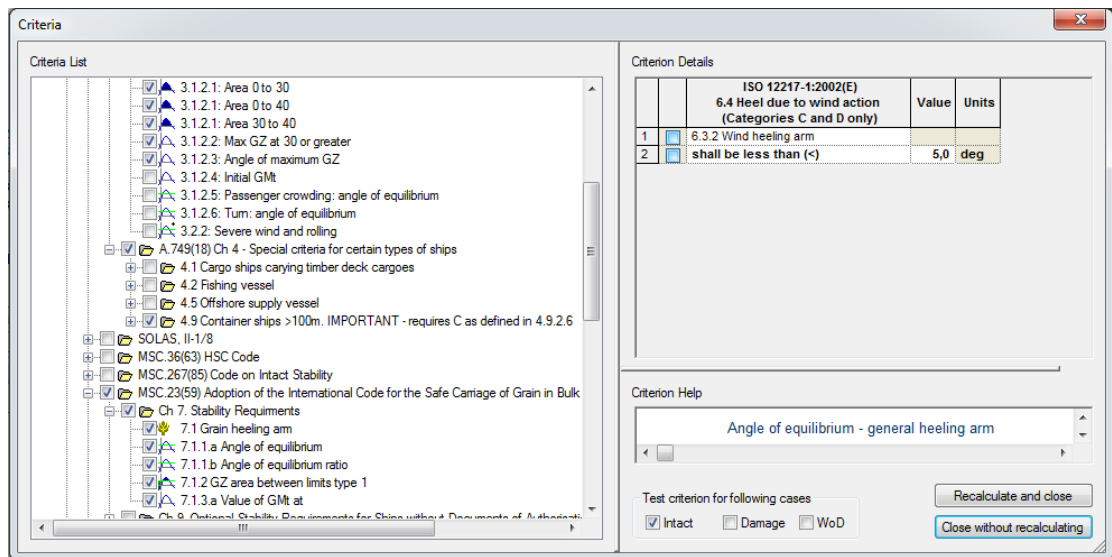 Criteria
Criteria List
3.1.2.1: Area 0 to 30
3.1.2.1: Area 0 to 40
3.1.2.1: Area 30 to 40
3.1.2.2: Max GZ at 30 or greater
3.1.2.3: Angle of maximum GZ
3.1.2.4: Initial GMt
3.1.2.5: Passenger crowding: angle of equilibrium
3.1.2.6: Turn: angle of equilibrium
3.2.2: Severe wind and rolling
A.749(18) Ch 4 - Special criteria for certain types of ships
4.1 Cargo ships carying timber deck cargoes
4.2 Fishing vessel
4.5 Offshore supply vessel
4.9 Container ships >100m. IMPORTANT - requires C as defined in 4.9.2.6
SOLAS, II-1/8
MSC.36(63) HSC Code
MSC.267(85) Code on Intact Stability
MSC.23(59) Adoption of the International Code for the Safe Carriage of Grain in Bulk
Ch 7. Stability Requirments
7.1 Grain heeling arm
7.1.1.a Angle of equilibrium
7.1.1.b Angle of equilibrium ratio
7.1.2 GZ area between limits type 1
7.1.3.a Value of GMt at
Ch 9. Optional Stability Requirements for Ships without Documents of
Criterion Details
ISO 12217-1:2002(E)
6.4 Heel due to wind action
(Categories C and D only)
Value
Units
1 6.3.2 Wind heeling arm
2 shall be less than (<) 5,0 deg
Criterion Help
Angle of equilibrium - general heeling arm
Test criterion for following cases
Intact Damage WoD
Recalculate and close
Close without recalculating